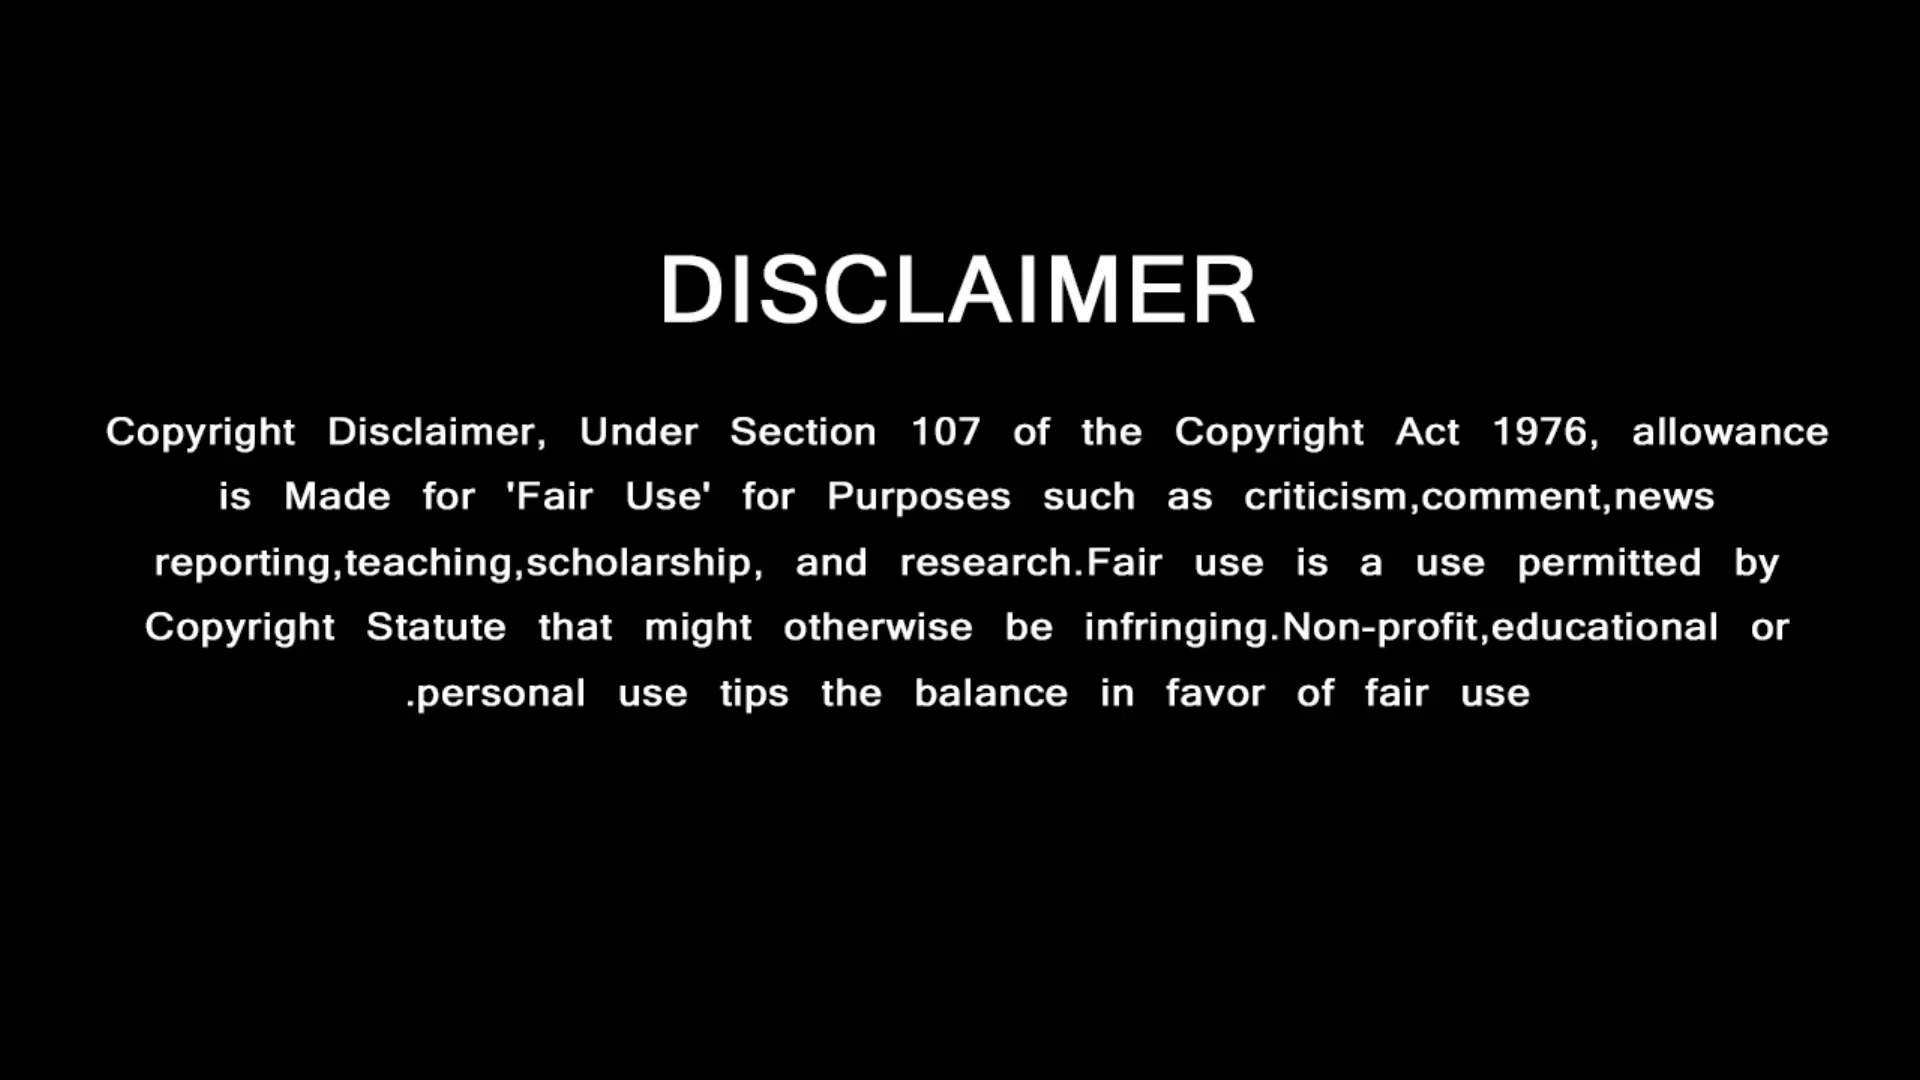 DISCLAIMER
Copyright Disclaimer, Under Section 107 of the Copyright Act 1976, allowance
is Made for 'Fair Use' for Purposes such as criticism,comment,news
reporting,teaching,scholarship, and research.Fair use is a use permitted by
Copyright Statute that might otherwise be infringing.Non-profit,educational or
.personal use tips the balance in favor of fair use